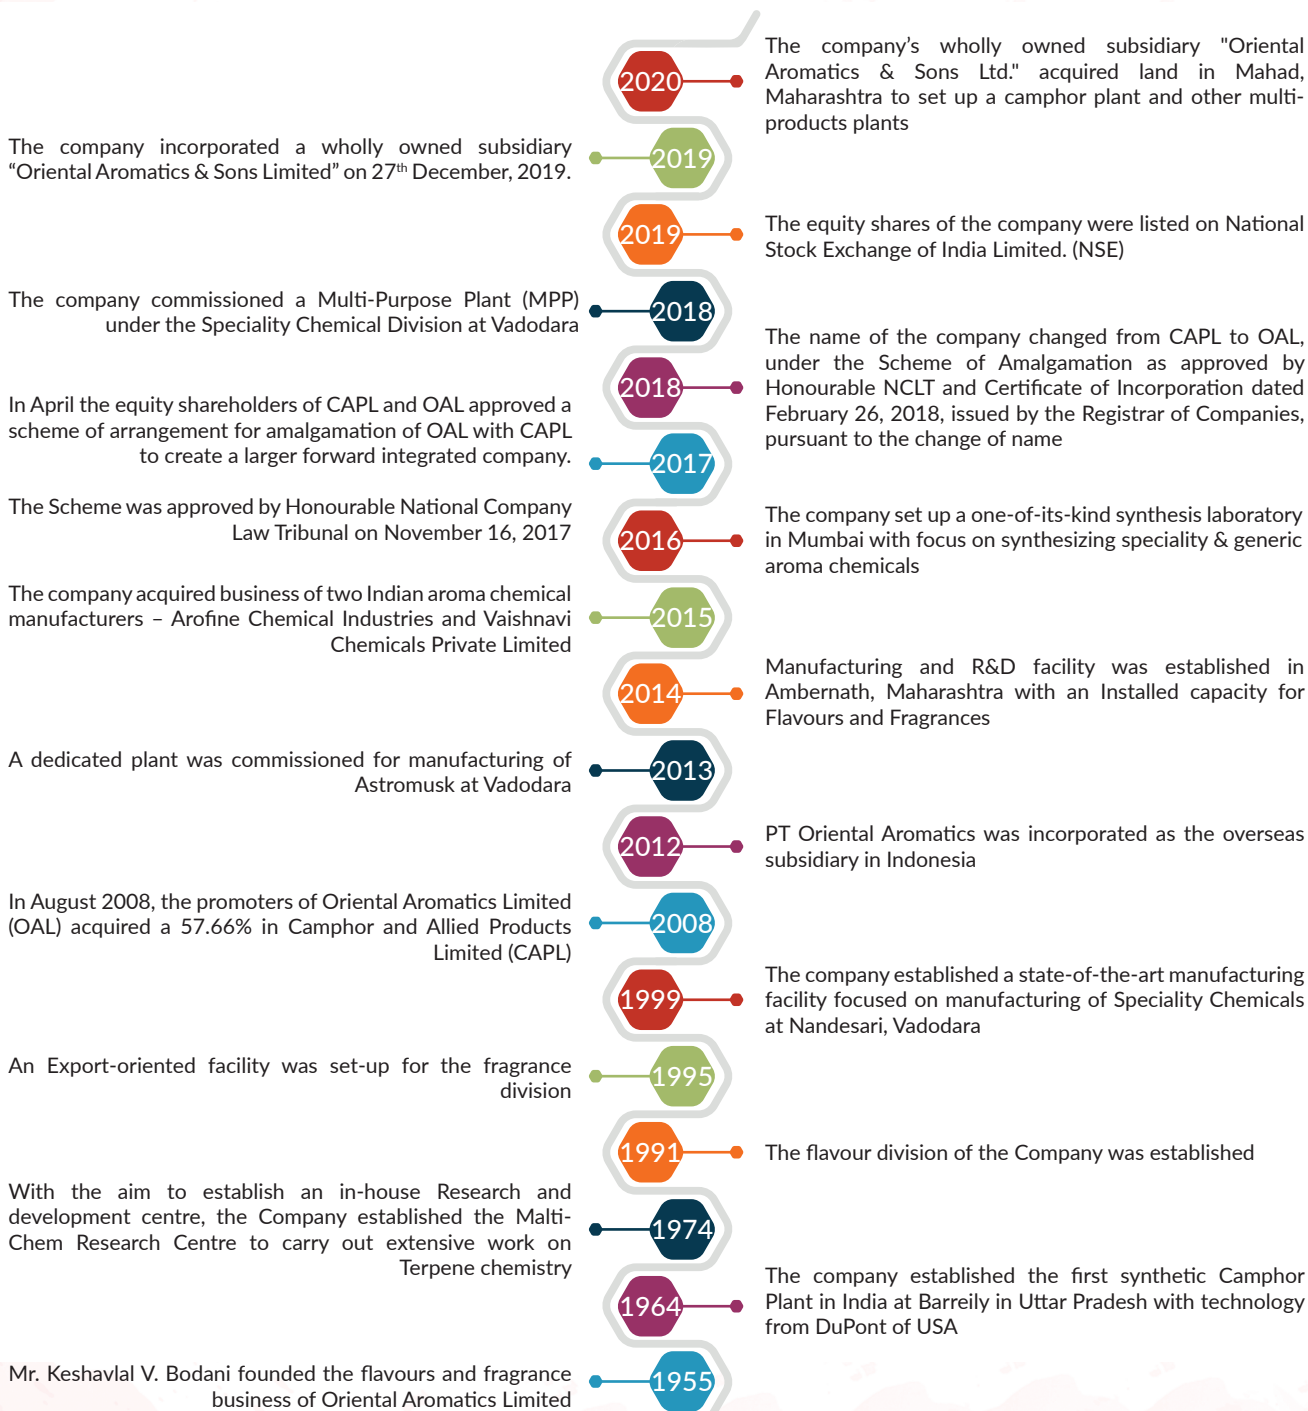 2020
The company’s wholly owned subsidiary "Oriental
Aromatics & Sons Ltd." acquired land in Mahad,
Maharashtra to set up a camphor plant and other multi-
products plants
The company incorporated a wholly owned subsidiary
“Oriental Aromatics & Sons Limited” on 27th December, 2019.
2019
2019
The equity shares of the company were listed on National
Stock Exchange of India Limited. (NSE)
The company commissioned a Multi-Purpose Plant (MPP)
under the Speciality Chemical Division at Vadodara
2018
2018
The name of the company changed from CAPL to OAL,
under the Scheme of Amalgamation as approved by
Honourable NCLT and Certificate of Incorporation dated
February 26, 2018, issued by the Registrar of Companies,
pursuant to the change of name
In April the equity shareholders of CAPL and OAL approved a
scheme of arrangement for amalgamation of OAL with CAPL
to create a larger forward integrated company.
The Scheme was approved by Honourable National Company
Law Tribunal on November 16, 2017
2017
2016
The company set up a one-of-its-kind synthesis laboratory
in Mumbai with focus on synthesizing speciality & generic
aroma chemicals
The company acquired business of two Indian aroma chemical
manufacturers – Arofine Chemical Industries and Vaishnavi
Chemicals Private Limited
2015
2014
Manufacturing and R&D facility was established in
Ambernath, Maharashtra with an Installed capacity for
Flavours and Fragrances
A dedicated plant was commissioned for manufacturing of
Astromusk at Vadodara
2013
2012
PT Oriental Aromatics was incorporated as the overseas
subsidiary in Indonesia
In August 2008, the promoters of Oriental Aromatics Limited
(OAL) acquired a 57.66% in Camphor and Allied Products
Limited (CAPL)
2008
1999
The company established a state-of-the-art manufacturing
facility focused on manufacturing of Speciality Chemicals
at Nandesari, Vadodara
An Export-oriented facility was set-up for the fragrance
division
1995
1991
The flavour division of the Company was established
With the aim to establish an in-house Research and
development centre, the Company established the Malti-
Chem Research Centre to carry out extensive work on
Terpene chemistry
1974
1964
The company established the first synthetic Camphor
Plant in India at Barreily in Uttar Pradesh with technology
from DuPont of USA
Mr. Keshavlal V. Bodani founded the flavours and fragrance
business of Oriental Aromatics Limited
1955